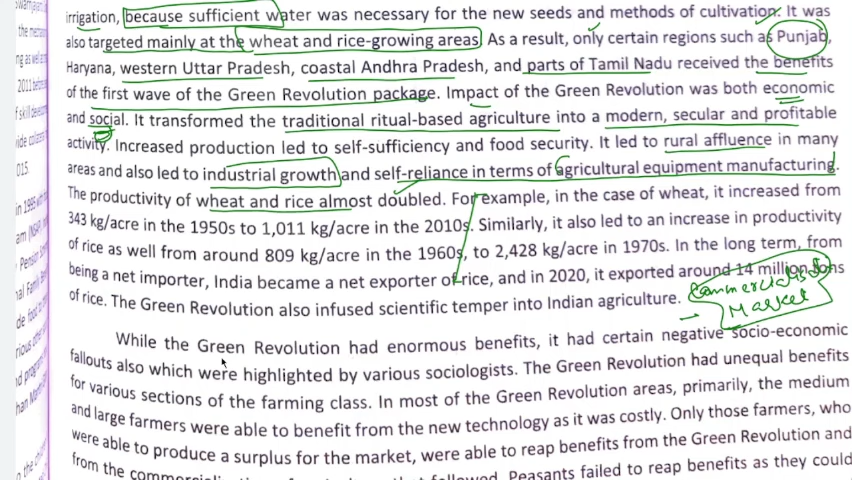 irrigation, because sufficient water was necessary for the new seeds and methods of cultivation. It was
also targeted mainly at the wheat and rice-growing areas. As a result, only certain regions such as Punjab,
Haryana, western Uttar Pradesh, coastal Andhra Pradesh, and parts of Tamil Nadu received the benefits
of the first wave of the Green Revolution package. Impact of the Green Revolution was both economic
and social. It transformed the traditional ritual-based agriculture into a modern, secular and profitable
activity. Increased production led to self-sufficiency and food security. It led to rural affluence in many
areas and also led to industrial growth and self-reliance in terms of agricultural equipment manufacturing.
The productivity of wheat and rice almost doubled. For example, in the case of wheat, it increased from
343 kg/acre in the 1950s to 1,011 kg/acre in the 2010s. Similarly, it also led to an increase in productivity
of rice as well from around 809 kg/acre in the 1960s, to 2,428 kg/acre in 1970s. In the long term, from
being a net importer, India became a net exporter of rice, and in 2020, it exported around 14 million tons
of rice. The Green Revolution also infused scientific temper into Indian agriculture.
Market
While the Green Revolution had enormous benefits, it had certain negative socio-economic
fallouts also which were highlighted by various sociologists. The Green Revolution had unequal benefits
for various sections of the farming class. In most of the Green Revolution areas, primarily, the medium
and large farmers were able to benefit from the new technology as it was costly. Only those farmers, who
were able to produce a surplus for the market, were able to reap benefits from the Green Revolution and
from the that followed. Peasants failed to reap benefits as they could